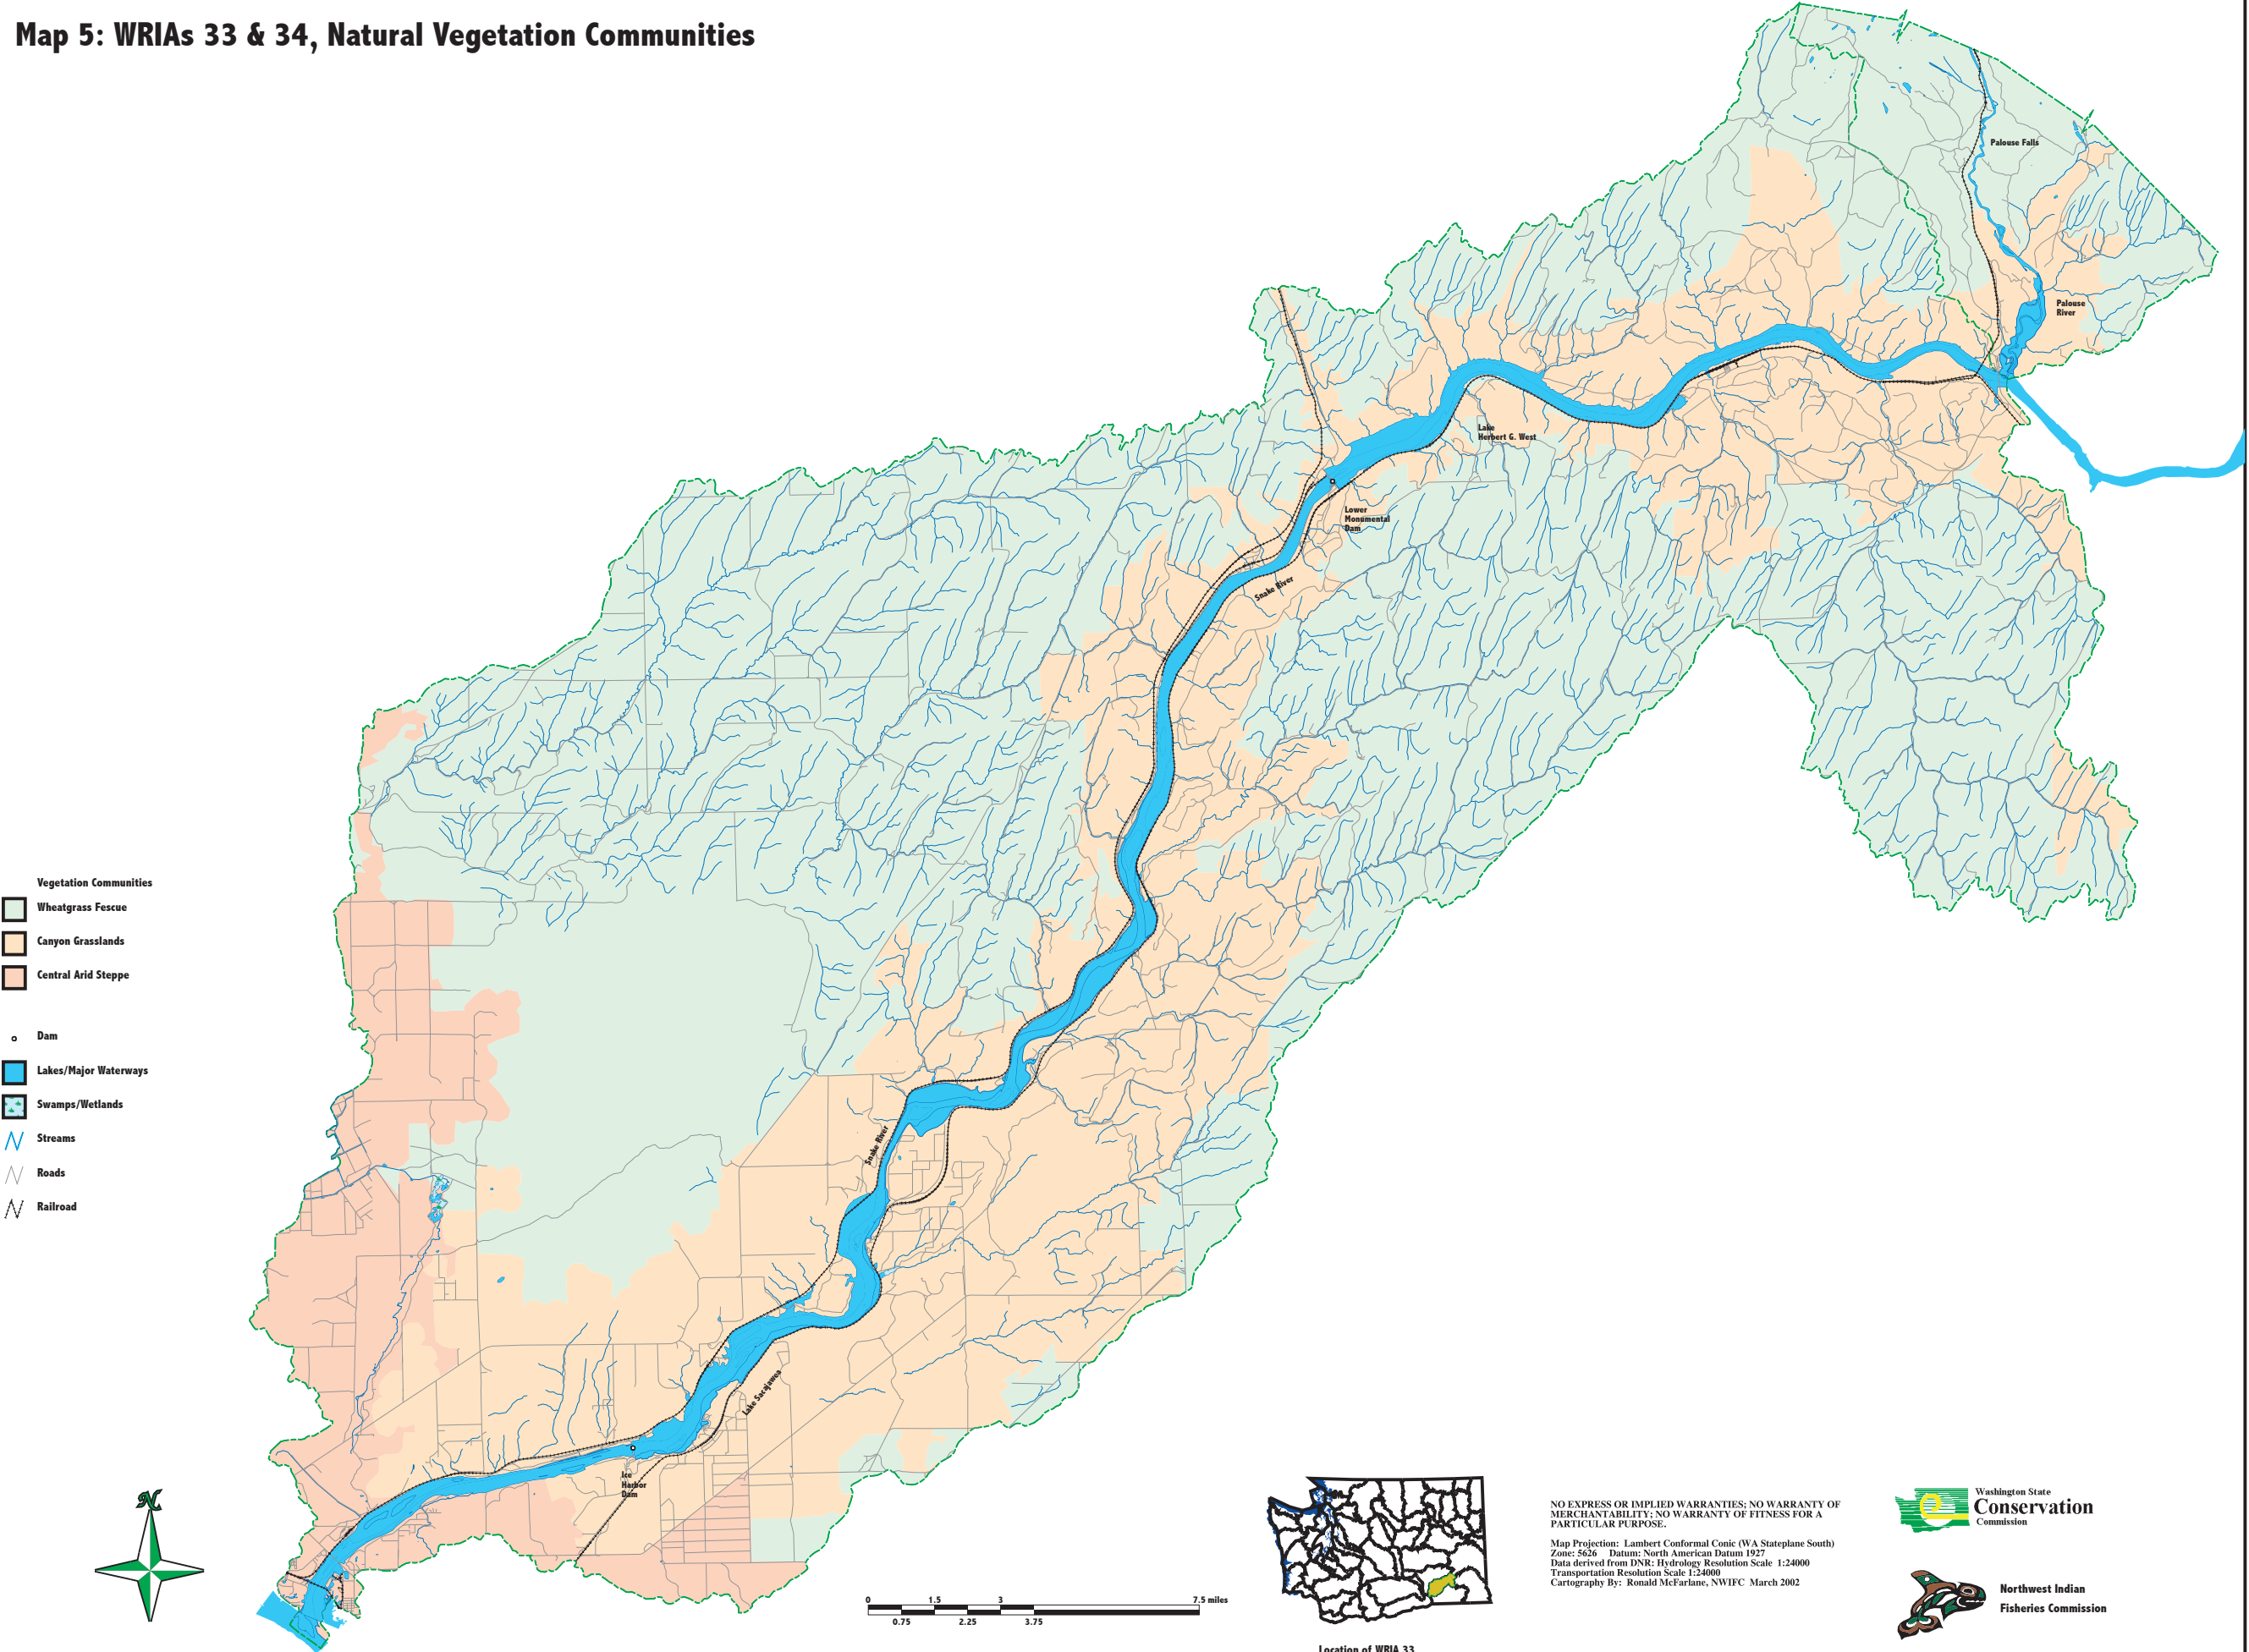 Map 5: WRIAs 33 & 34, Natural Vegetation Communities
Palouse Falls
Palouse
River
Lake
Herbert G. West
Lower
Monumental
Dam
Snake River
Vegetation Communities
Wheatgrass Fescue
Canyon Grasslands
Central Arid Steppe
Dam
Lakes/Major Waterways
Swamps/Wetlands
Streams
Roads
Railroad
Snake River
Lake Sacajawea
Ice
Harbor
Dam
N
0 1.5 3 7.5 miles
0.75 2.25 3.75
Location of WRIA 33
NO EXPRESS OR IMPLIED WARRANTIES; NO WARRANTY OF
MERCHANTABILITY; NO WARRANTY OF FITNESS FOR A
PARTICULAR PURPOSE.
Map Projection: Lambert Conformal Conic (WA Stateplane South)
Zone: 5626 Datum: North American Datum 1927
Data derived from DNR: Hydrology Resolution Scale 1:24000
Transportation Resolution Scale 1:24000
Cartography By: Ronald McFarlane, NWIFC March 2002
Washington State
Conservation
Commission
Northwest Indian
Fisheries Commission